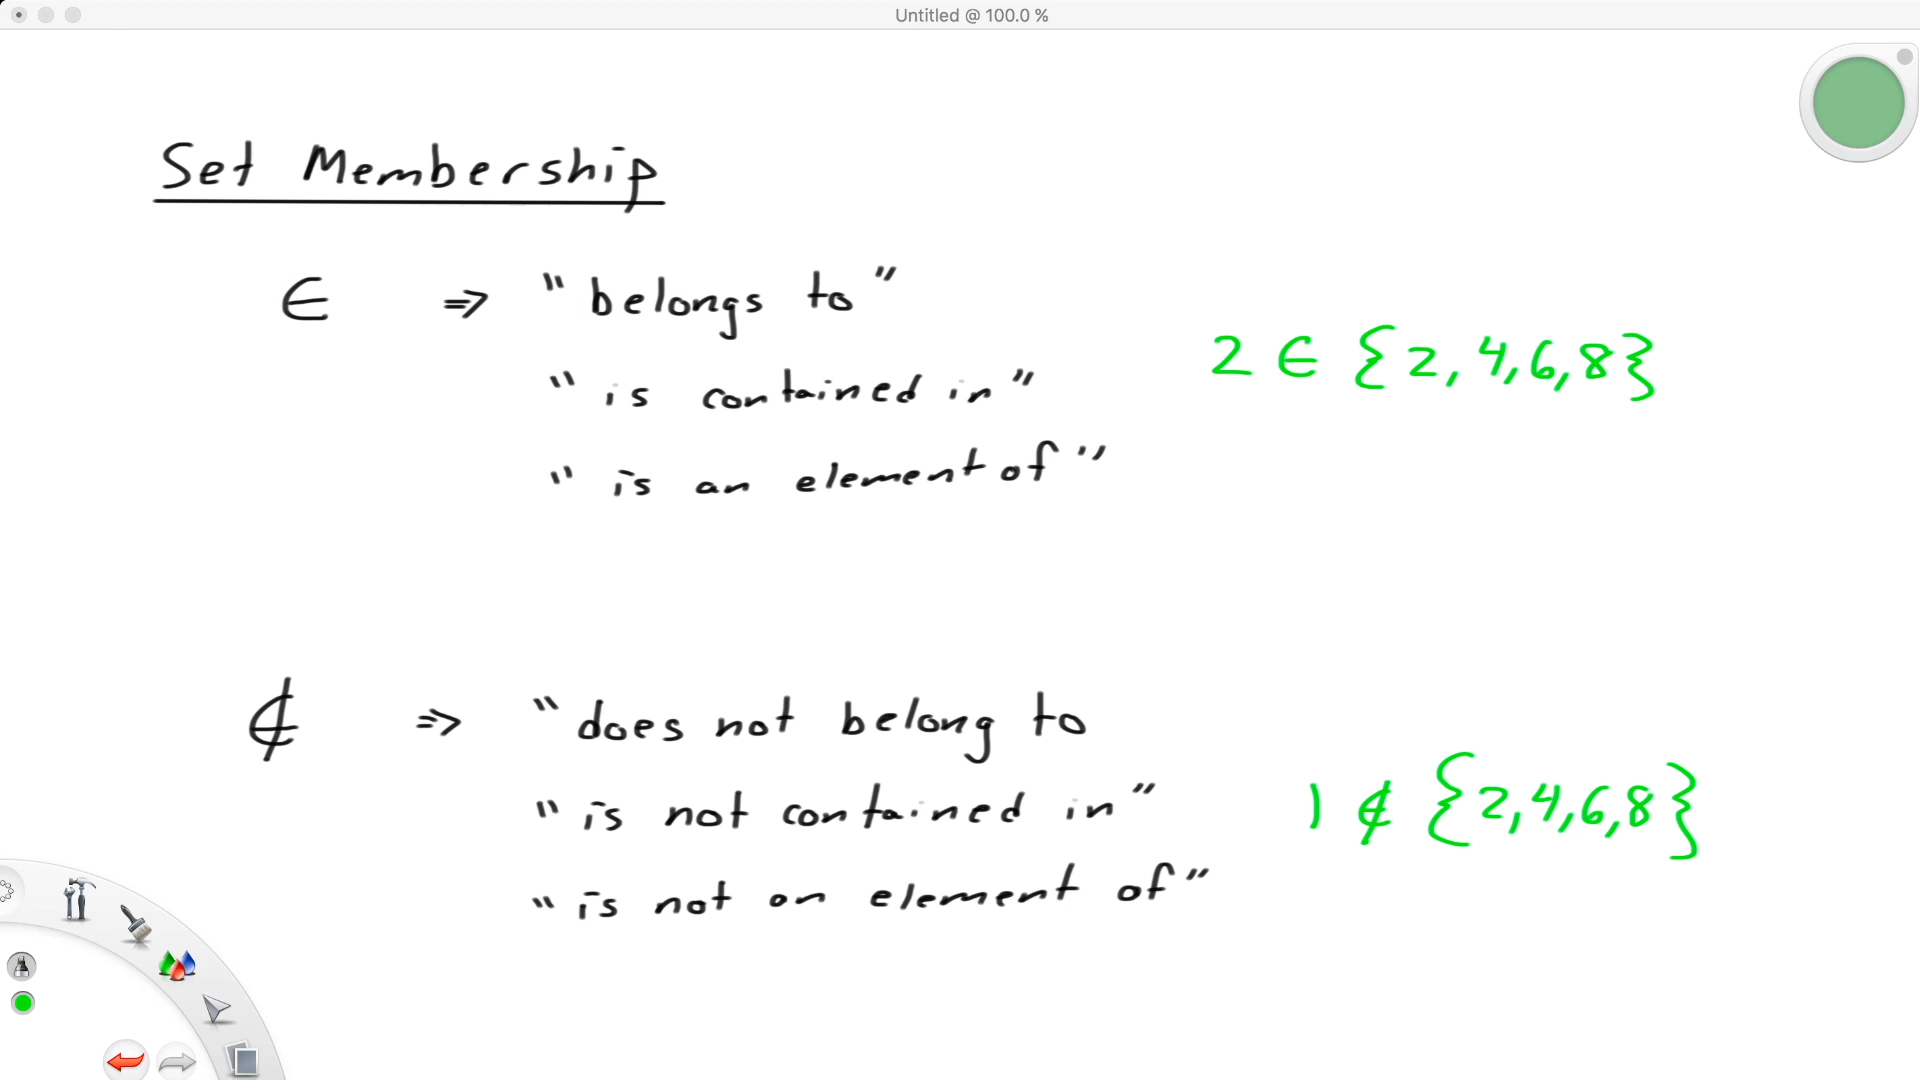 Untitled @ 100.0 %
Set Membership
∈ ⇒ "belongs to"
"is contained in"
2 ∈ {2, 4, 6, 8}
"is an element of"
∉ ⇒ "does not belong to
"is not contained in"
1 ∉ {2, 4, 6, 8}
"is not an element of"